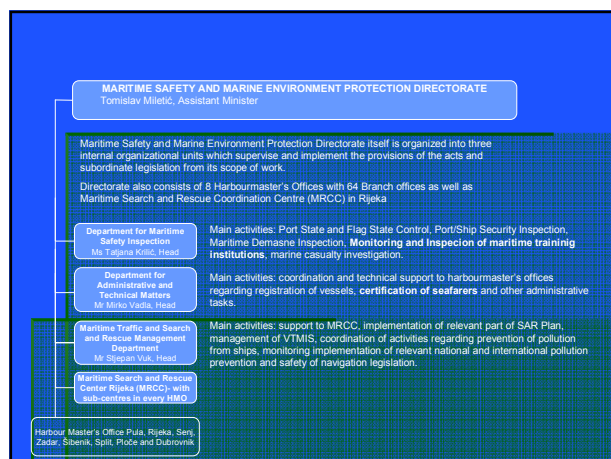 MARITIME SAFETY AND MARINE ENVIRONMENT PROTECTION DIRECTORATE
Tomislav Miletić, Assistant Minister
Maritime Safety and Marine Environment Protection Directorate itself is organized into three
internal organizational units which supervise and implement the provisions of the acts and
subordinate legislation from its scope of work.
Directorate also consists of 8 Harbourmaster's Offices with 64 Branch offices as well as
Maritime Search and Rescue Coordination Centre (MRCC) in Rijeka
Department for Maritime
Safety Inspection
Ms Tatjana Krilić, Head
Main activities: Port State and Flag State Control, Port/Ship Security Inspection,
Maritime Demasne Inspection, Monitoring and Inspecion of maritime traininig
institutions, marine casualty investigation.
Department for
Administrative and
Technical Matters
Mr Mirko Vadla, Head
Main activities: coordination and technical support to harbourmaster's offices
regarding registration of vessels, certification of seafarers and other administrative
tasks.
Maritime Traffic and Search
and Rescue Management
Department
Mr Stjepan Vuk, Head
Main activities: support to MRCC, implementation of relevant part of SAR Plan,
management of VTMIS, coordination of activities regarding prevention of pollution
from ships, monitoring implementation of relevant national and international pollution
prevention and safety of navigation legislation.
Maritime Search and Rescue
Center Rijeka (MRCC)- with
sub-centres in every HMO
Harbour Master's Office Pula, Rijeka, Senj,
Zadar, Šibenik, Split, Ploče and Dubrovnik